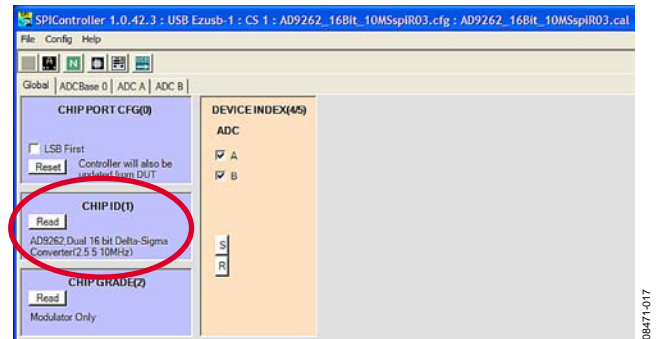 SPIController 1.0.42.3 : USB Ezusb-1 : CS 1 : AD9262_16Bit_10MSspiR03.cfg : AD9262_16Bit_10MSspiR03.cal
File Config Help
N
Global ADCBase 0 ADC A ADC B
CHIP PORT CFG(0)
LSB First
Reset
Controller will also be
updated from DUT
CHIP ID(1)
Read
AD9262,Dual 16 bit Delta-Sigma
Converter(2.5 5 10MHz)
CHIP GRADE(2)
Read
Modulator Only
DEVICE INDEX(4/5)
ADC
A
B
S
R
08471-017